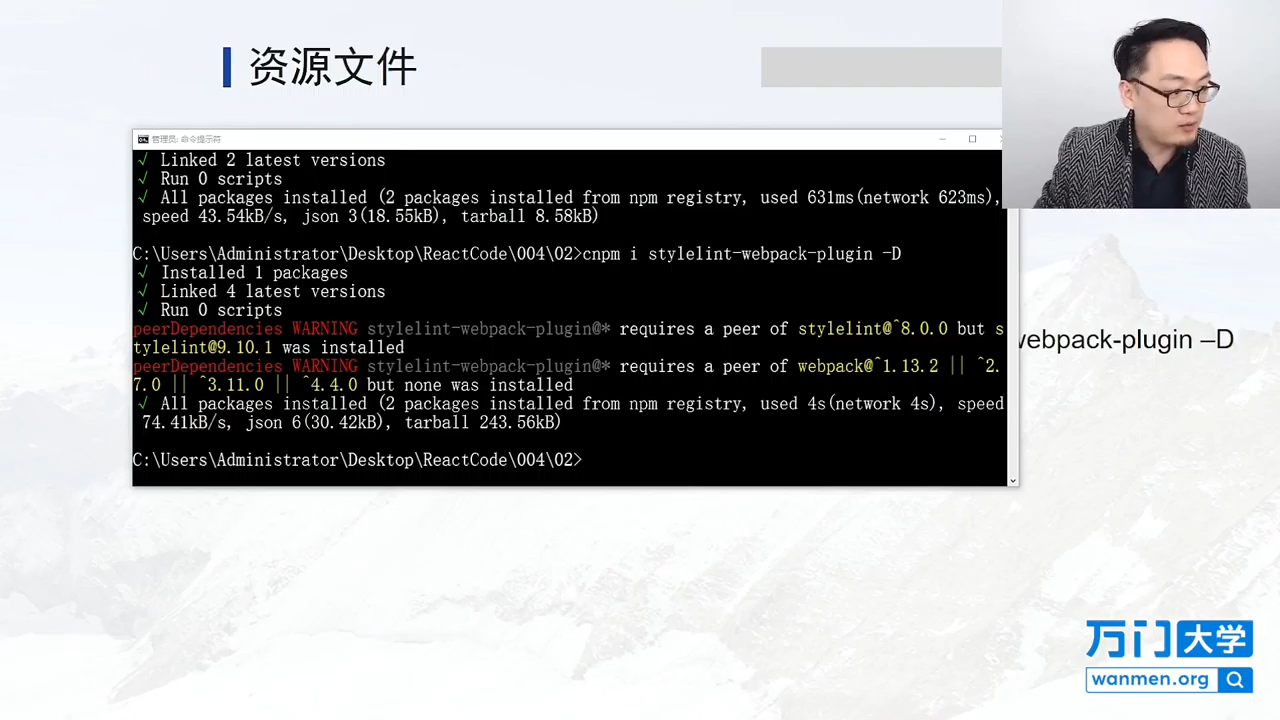 资源文件
管理员: 命令提示符
√ Linked 2 latest versions
√ Run 0 scripts
√ All packages installed (2 packages installed from npm registry, used 631ms(network 623ms),
speed 43.54kB/s, json 3(18.55kB), tarball 8.58kB)
C:\Users\Administrator\Desktop\ReactCode\004\02>cnpm i stylelint-webpack-plugin -D
√ Installed 1 packages
√ Linked 4 latest versions
√ Run 0 scripts
peerDependencies WARNING stylelint-webpack-plugin@* requires a peer of stylelint@^8.0.0 but s
tylelint@9.10.1 was installed
peerDependencies WARNING stylelint-webpack-plugin@* requires a peer of webpack@^1.13.2 || ^2.
7.0 || ^3.11.0 || ^4.4.0 but none was installed
√ All packages installed (2 packages installed from npm registry, used 4s(network 4s), speed
74.41kB/s, json 6(30.42kB), tarball 243.56kB)
C:\Users\Administrator\Desktop\ReactCode\004\02>
webpack-plugin –D
万门大学
wanmen.org